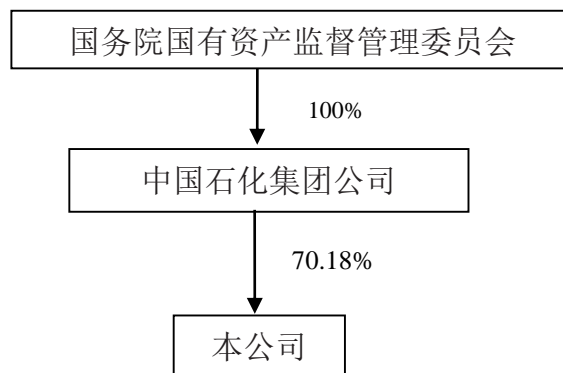 国务院国有资产监督管理委员会
100%
中国石化集团公司
70.18%
本公司